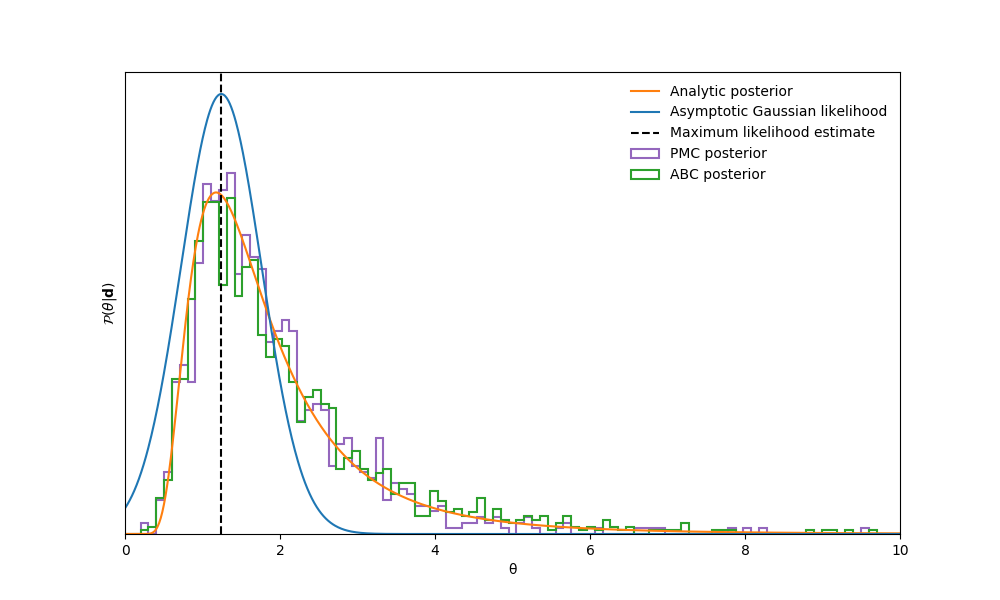 Analytic posterior
Asymptotic Gaussian likelihood
Maximum likelihood estimate
PMC posterior
ABC posterior
𝒫(θ|𝐝)
0 2 4 6 8 10
θ